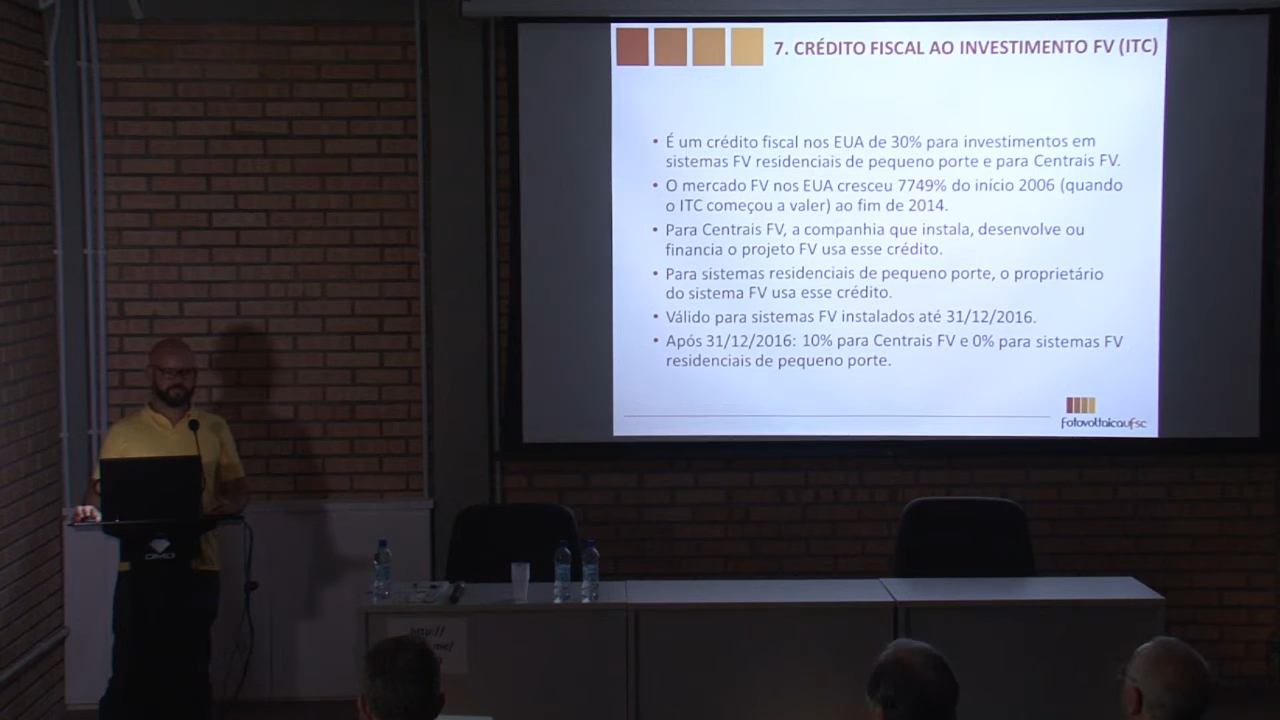 7. CRÉDITO FISCAL AO INVESTIMENTO FV (ITC)
• É um crédito fiscal nos EUA de 30% para investimentos em
sistemas FV residenciais de pequeno porte e para Centrais FV.
• O mercado FV nos EUA cresceu 7749% do início 2006 (quando
o ITC começou a valer) ao fim de 2014.
• Para Centrais FV, a companhia que instala, desenvolve ou
financia o projeto FV usa esse crédito.
• Para sistemas residenciais de pequeno porte, o proprietário
do sistema FV usa esse crédito.
• Válido para sistemas FV instalados até 31/12/2016.
• Após 31/12/2016: 10% para Centrais FV e 0% para sistemas FV
residenciais de pequeno porte.
fotovoltaicaufsc
http://